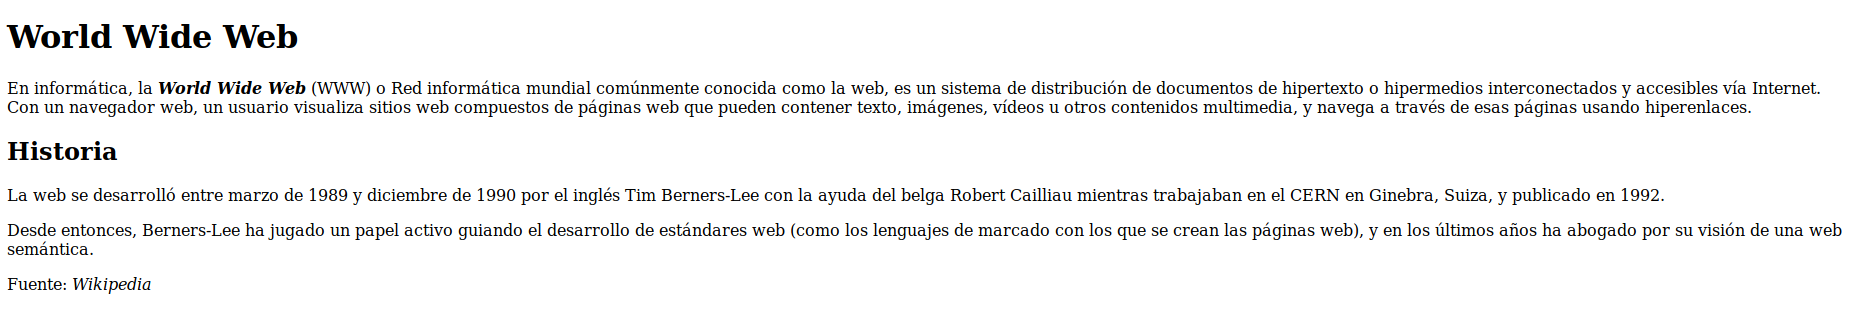 World Wide Web
En informática, la World Wide Web (WWW) o Red informática mundial comúnmente conocida como la web, es un sistema de distribución de documentos de hipertexto o hipermedios interconectados y accesibles vía Internet.
Con un navegador web, un usuario visualiza sitios web compuestos de páginas web que pueden contener texto, imágenes, vídeos u otros contenidos multimedia, y navega a través de esas páginas usando hiperenlaces.
Historia
La web se desarrolló entre marzo de 1989 y diciembre de 1990 por el inglés Tim Berners-Lee con la ayuda del belga Robert Cailliau mientras trabajaban en el CERN en Ginebra, Suiza, y publicado en 1992.
Desde entonces, Berners-Lee ha jugado un papel activo guiando el desarrollo de estándares web (como los lenguajes de marcado con los que se crean las páginas web), y en los últimos años ha abogado por su visión de una web
semántica.
Fuente: Wikipedia